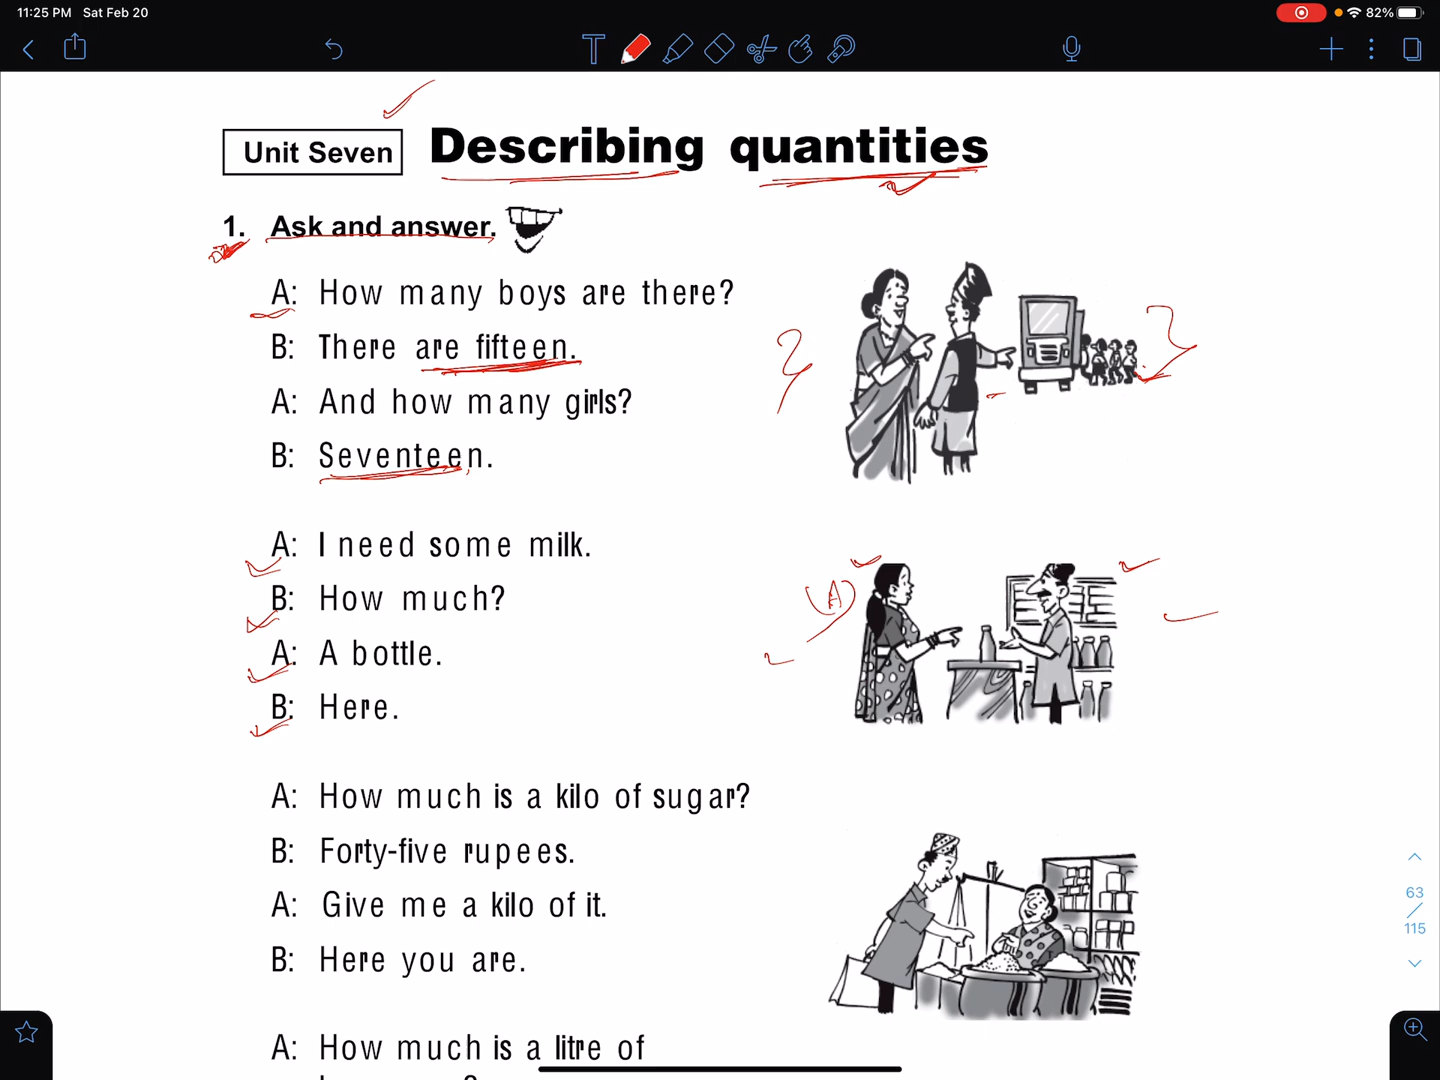 11:25 PM Sat Feb 20
82%
Unit Seven
Describing quantities
1. Ask and answer.
A: How many boys are there?
B: There are fifteen.
A: And how many girls?
B: Seventeen.
A: I need some milk.
B: How much?
A: A bottle.
B: Here.
(A)
A: How much is a kilo of sugar?
B: Forty-five rupees.
A: Give me a kilo of it.
B: Here you are.
A: How much is a litre of
63
/
115